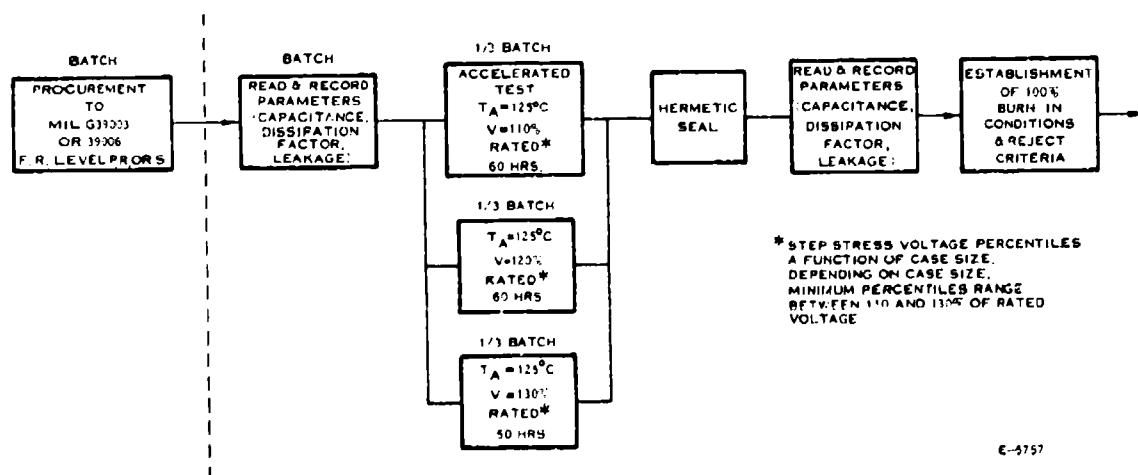 BATCH
PROCUREMENT
TO
MIL G39003
OR 39006
F.R. LEVEL P R OR S
BATCH
READ & RECORD
PARAMETERS
(CAPACITANCE,
DISSIPATION
FACTOR,
LEAKAGE)
1/3 BATCH
ACCELERATED
TEST
TA=125°C
V=110%
RATED*
60 HRS.
1/3 BATCH
TA=125°C
V=120%
RATED*
60 HRS
1/3 BATCH
TA=125°C
V=130%
RATED*
50 HRS
HERMETIC
SEAL
READ & RECORD
PARAMETERS
(CAPACITANCE,
DISSIPATION
FACTOR,
LEAKAGE)
ESTABLISHMENT
OF 100%
BURN IN
CONDITIONS
& REJECT
CRITERIA
* STEP STRESS VOLTAGE PERCENTILES
A FUNCTION OF CASE SIZE.
DEPENDING ON CASE SIZE,
MINIMUM PERCENTILES RANGE
BETWEEN 110 AND 130% OF RATED
VOLTAGE
E-5757